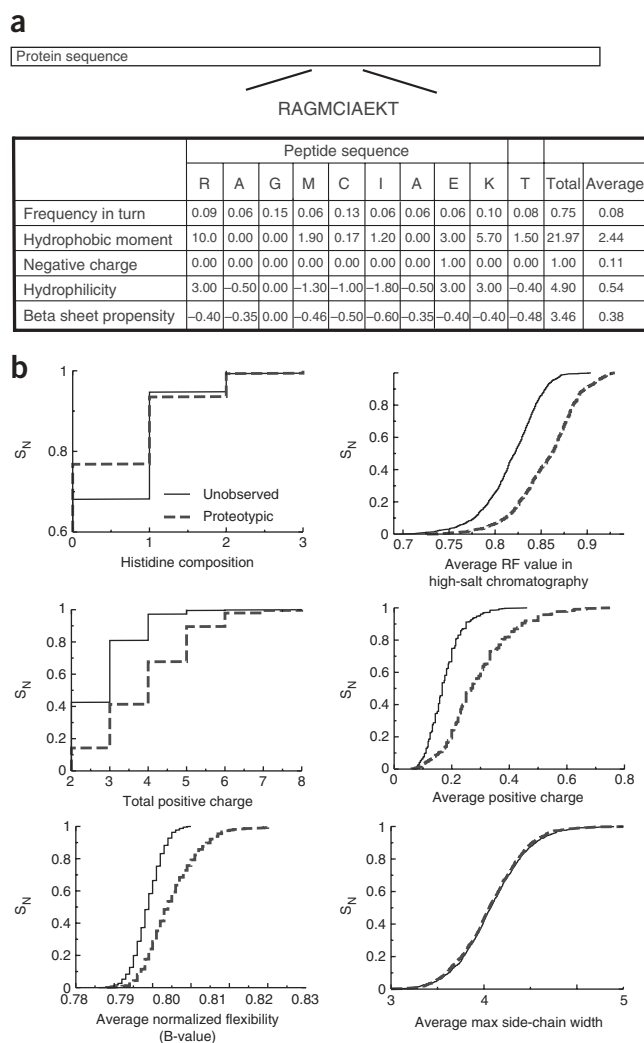 a
Protein sequence
RAGMCIAEKT
Peptide sequence
R A G M C I A E K T Total Average
Frequency in turn 0.09 0.06 0.15 0.06 0.13 0.06 0.06 0.06 0.10 0.08 0.75 0.08
Hydrophobic moment 10.0 0.00 0.00 1.90 0.17 1.20 0.00 3.00 5.70 1.50 21.97 2.44
Negative charge 0.00 0.00 0.00 0.00 0.00 0.00 0.00 1.00 0.00 0.00 1.00 0.11
Hydrophilicity 3.00 –0.50 0.00 –1.30 –1.00 –1.80 –0.50 3.00 3.00 –0.40 4.90 0.54
Beta sheet propensity –0.40 –0.35 0.00 –0.46 –0.50 –0.60 –0.35 –0.40 –0.40 –0.48 3.46 0.38
b
1
0.8
0.6
SN
0 1 2 3
Histidine composition
Unobserved
Proteotypic
1
0.8
0.6
0.4
0.2
0
SN
0.7 0.75 0.8 0.85 0.9
Average RF value in
high-salt chromatography
1
0.8
0.6
0.4
0.2
0
SN
2 3 4 5 6 7 8
Total positive charge
1
0.8
0.6
0.4
0.2
0
SN
0 0.2 0.4 0.6 0.8
Average positive charge
1
0.8
0.6
0.4
0.2
0
SN
0.78 0.79 0.80 0.82 0.83
Average normalized flexibility
(B-value)
1
0.8
0.6
0.4
0.2
0
SN
3 4 5
Average max side-chain width